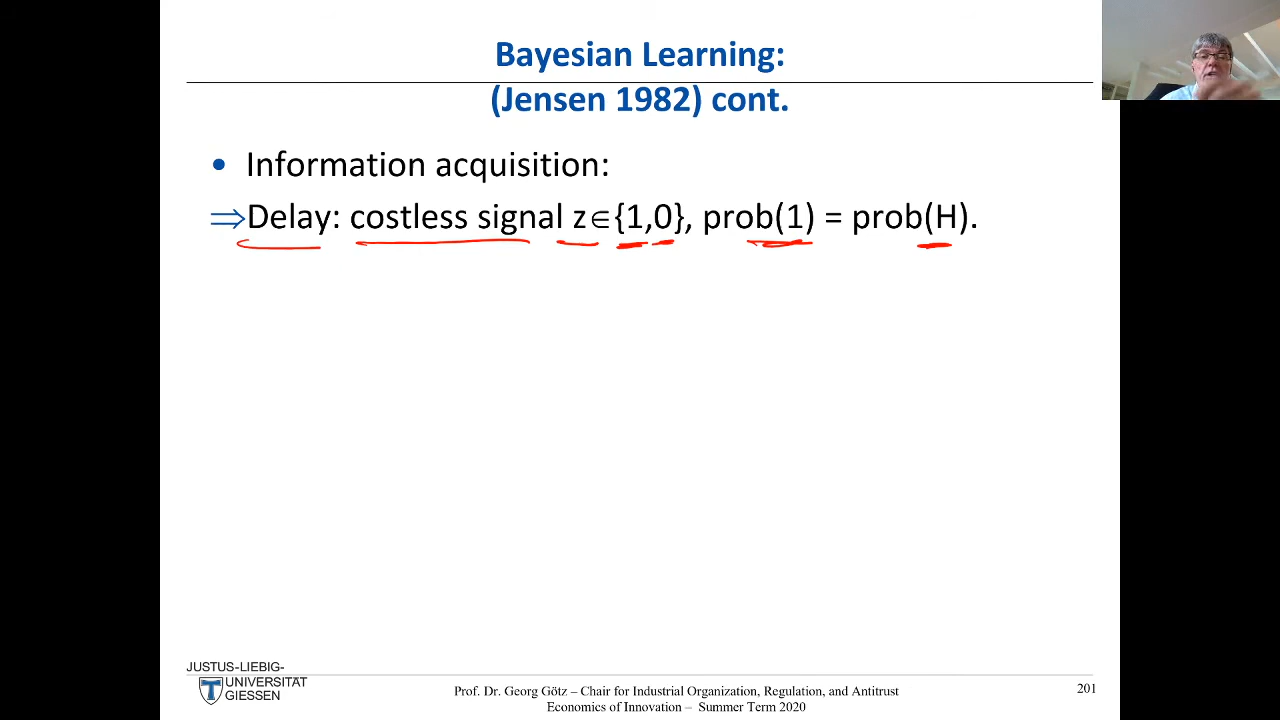 Bayesian Learning:
(Jensen 1982) cont.
• Information acquisition:
⇒Delay: costless signal z∈{1,0}, prob(1) = prob(H).
JUSTUS-LIEBIG-
UNIVERSITÄT
GIESSEN
Prof. Dr. Georg Götz – Chair for Industrial Organization, Regulation, and Antitrust
Economics of Innovation – Summer Term 2020
201